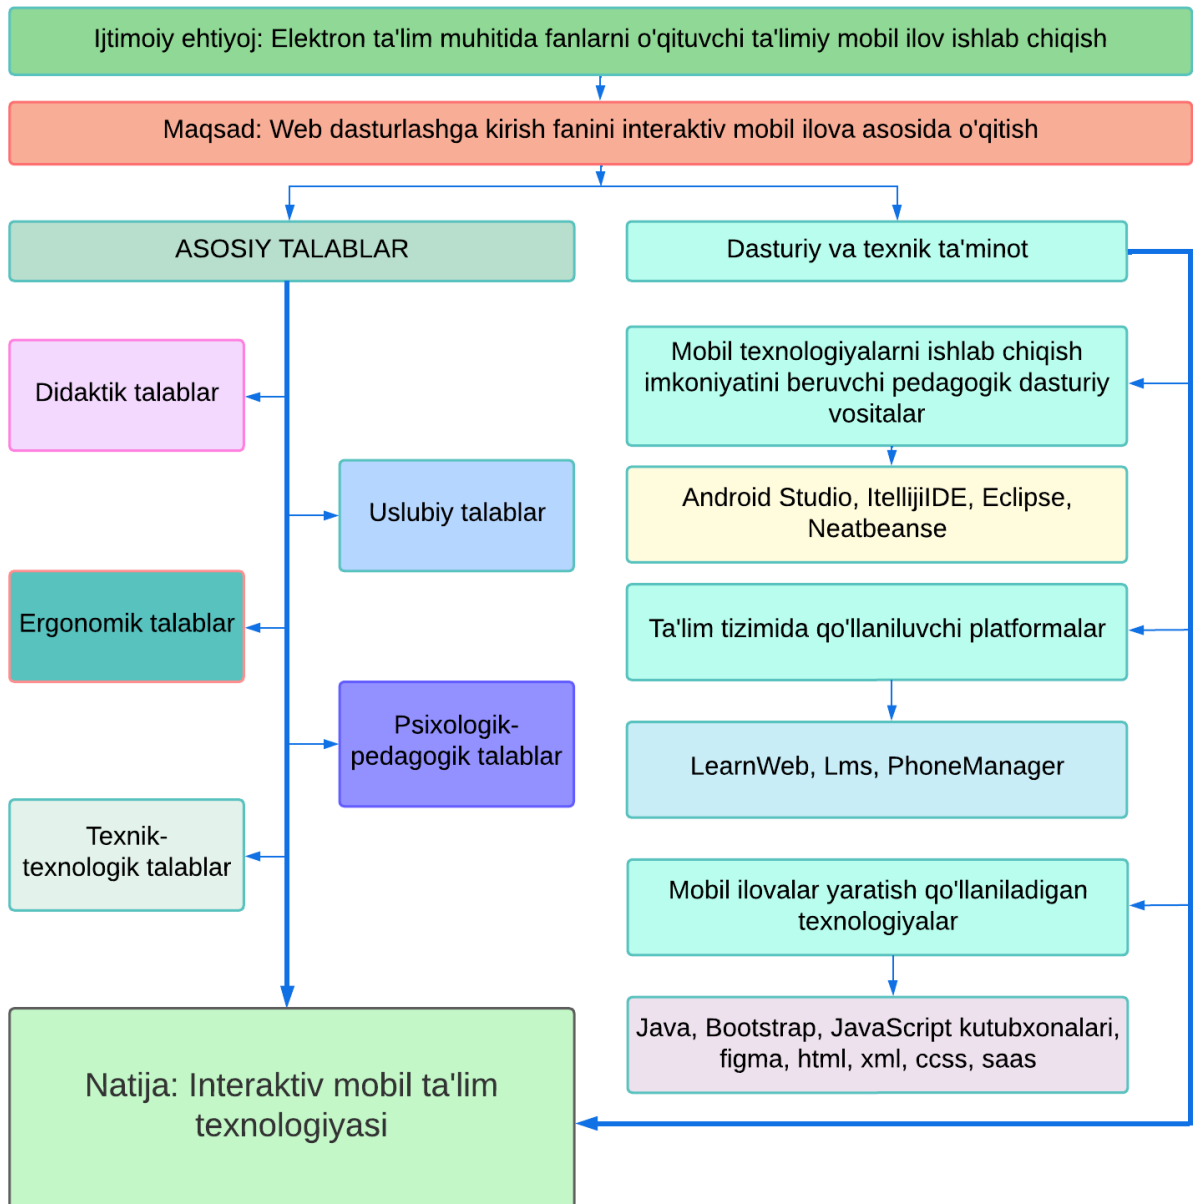 Ijtimoiy ehtiyoj: Elektron ta'lim muhitida fanlarni o'qituvchi ta'limiy mobil ilov ishlab chiqish
Maqsad: Web dasturlashga kirish fanini interaktiv mobil ilova asosida o'qitish
ASOSIY TALABLAR
Didaktik talablar
Uslubiy talablar
Ergonomik talablar
Psixologik-
pedagogik talablar
Texnik-
texnologik talablar
Dasturiy va texnik ta'minot
Mobil texnologiyalarni ishlab chiqish
imkoniyatini beruvchi pedagogik dasturiy
vositalar
Android Studio, ItellijiIDE, Eclipse,
Neatbeanse
Ta'lim tizimida qo'llaniluvchi platformalar
LearnWeb, Lms, PhoneManager
Mobil ilovalar yaratish qo'llaniladigan
texnologiyalar
Java, Bootstrap, JavaScript kutubxonalari,
figma, html, xml, ccss, saas
Natija: Interaktiv mobil ta'lim
texnologiyasi